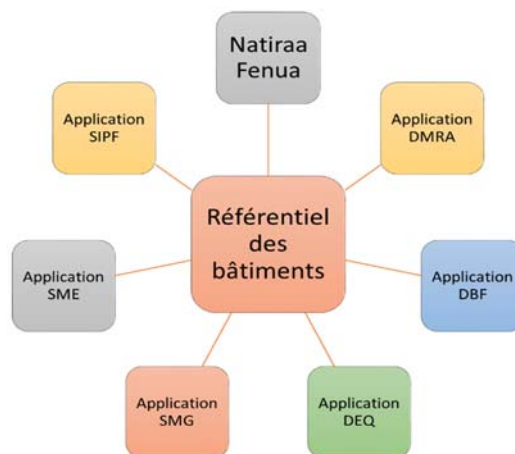 Natiraa
Fenua
Application
SIPF
Application
DMRA
Référentiel
des
bâtiments
Application
SME
Application
DBF
Application
SMG
Application
DEQ